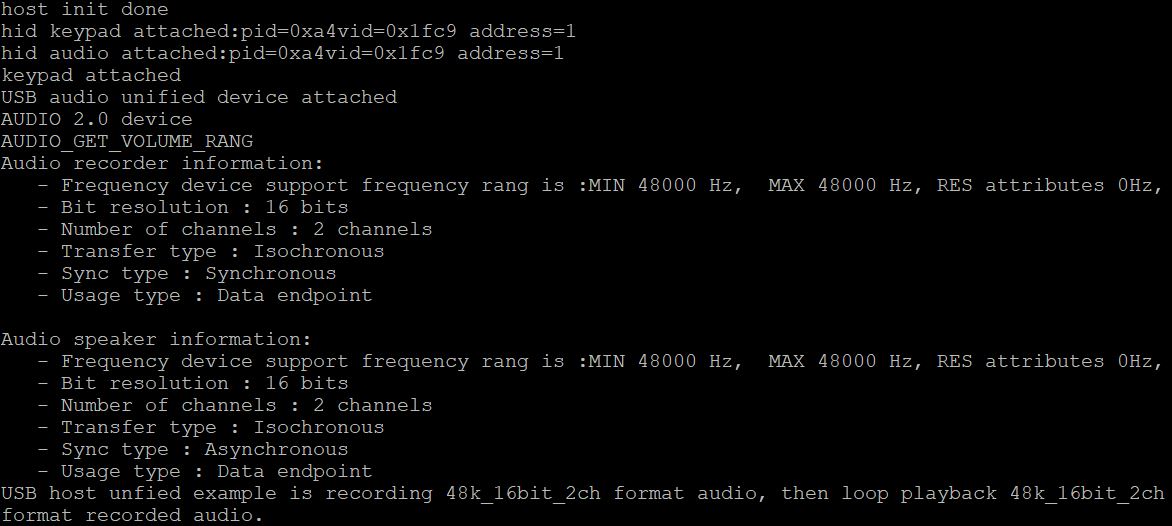 host init done
hid keypad attached:pid=0xa4vid=0x1fc9 address=1
hid audio attached:pid=0xa4vid=0x1fc9 address=1
keypad attached
USB audio unified device attached
AUDIO 2.0 device
AUDIO_GET_VOLUME_RANG
Audio recorder information:
   - Frequency device support frequency rang is :MIN 48000 Hz,  MAX 48000 Hz, RES attributes 0Hz,
   - Bit resolution : 16 bits
   - Number of channels : 2 channels
   - Transfer type : Isochronous
   - Sync type : Synchronous
   - Usage type : Data endpoint

Audio speaker information:
   - Frequency device support frequency rang is :MIN 48000 Hz,  MAX 48000 Hz, RES attributes 0Hz,
   - Bit resolution : 16 bits
   - Number of channels : 2 channels
   - Transfer type : Isochronous
   - Sync type : Asynchronous
   - Usage type : Data endpoint
USB host unfied example is recording 48k_16bit_2ch format audio, then loop playback 48k_16bit_2ch
format recorded audio.